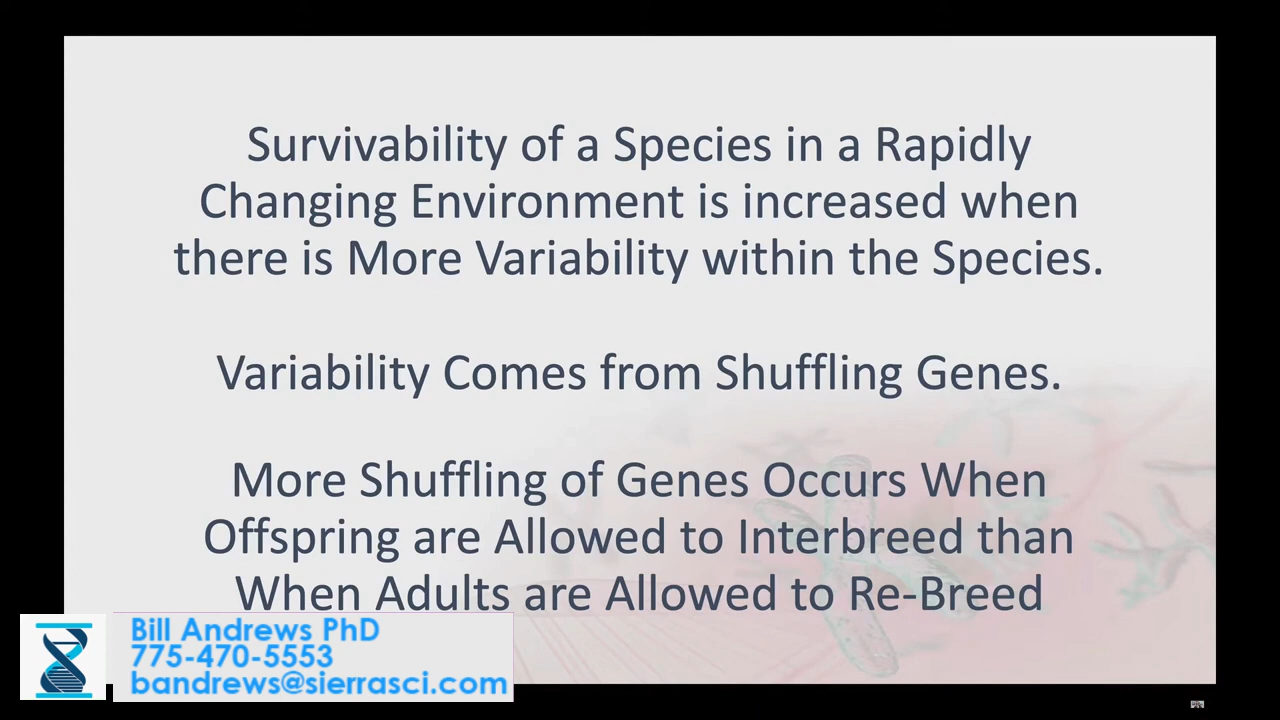 Survivability of a Species in a Rapidly
Changing Environment is increased when
there is More Variability within the Species.
Variability Comes from Shuffling Genes.
More Shuffling of Genes Occurs When
Offspring are Allowed to Interbreed than
When Adults are Allowed to Re-Breed
Bill Andrews PhD
775-470-5553
bandrews@sierrasci.com